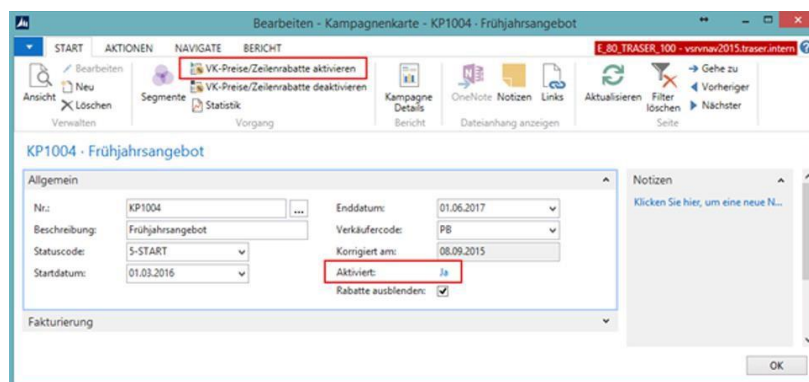 Bearbeiten - Kampagnenkarte - KP1004 · Frühjahrsangebot
START AKTIONEN NAVIGATE BERICHT
E_80_TRASER_100 - vsrvnav2015.traser.intern
Ansicht
Bearbeiten
Neu
Löschen
Verwalten
Segmente
VK-Preise/Zeilenrabatte aktivieren
VK-Preise/Zeilenrabatte deaktivieren
Statistik
Vorgang
Kampagne
Details
Bericht
OneNote Notizen Links
Dateianhang anzeigen
Aktualisieren
Filter
löschen
Gehe zu
Vorheriger
Nächster
Seite
KP1004 · Frühjahrsangebot
Allgemein
Nr.: KP1004 ...
Beschreibung: Frühjahrsangebot
Statuscode: 5-START
Startdatum: 01.03.2016
Enddatum: 01.06.2017
Verkäufercode: PB
Korrigiert am: 08.09.2015
Aktiviert: Ja
Rabatte ausblenden:
Fakturierung
Notizen
Klicken Sie hier, um eine neue N...
OK